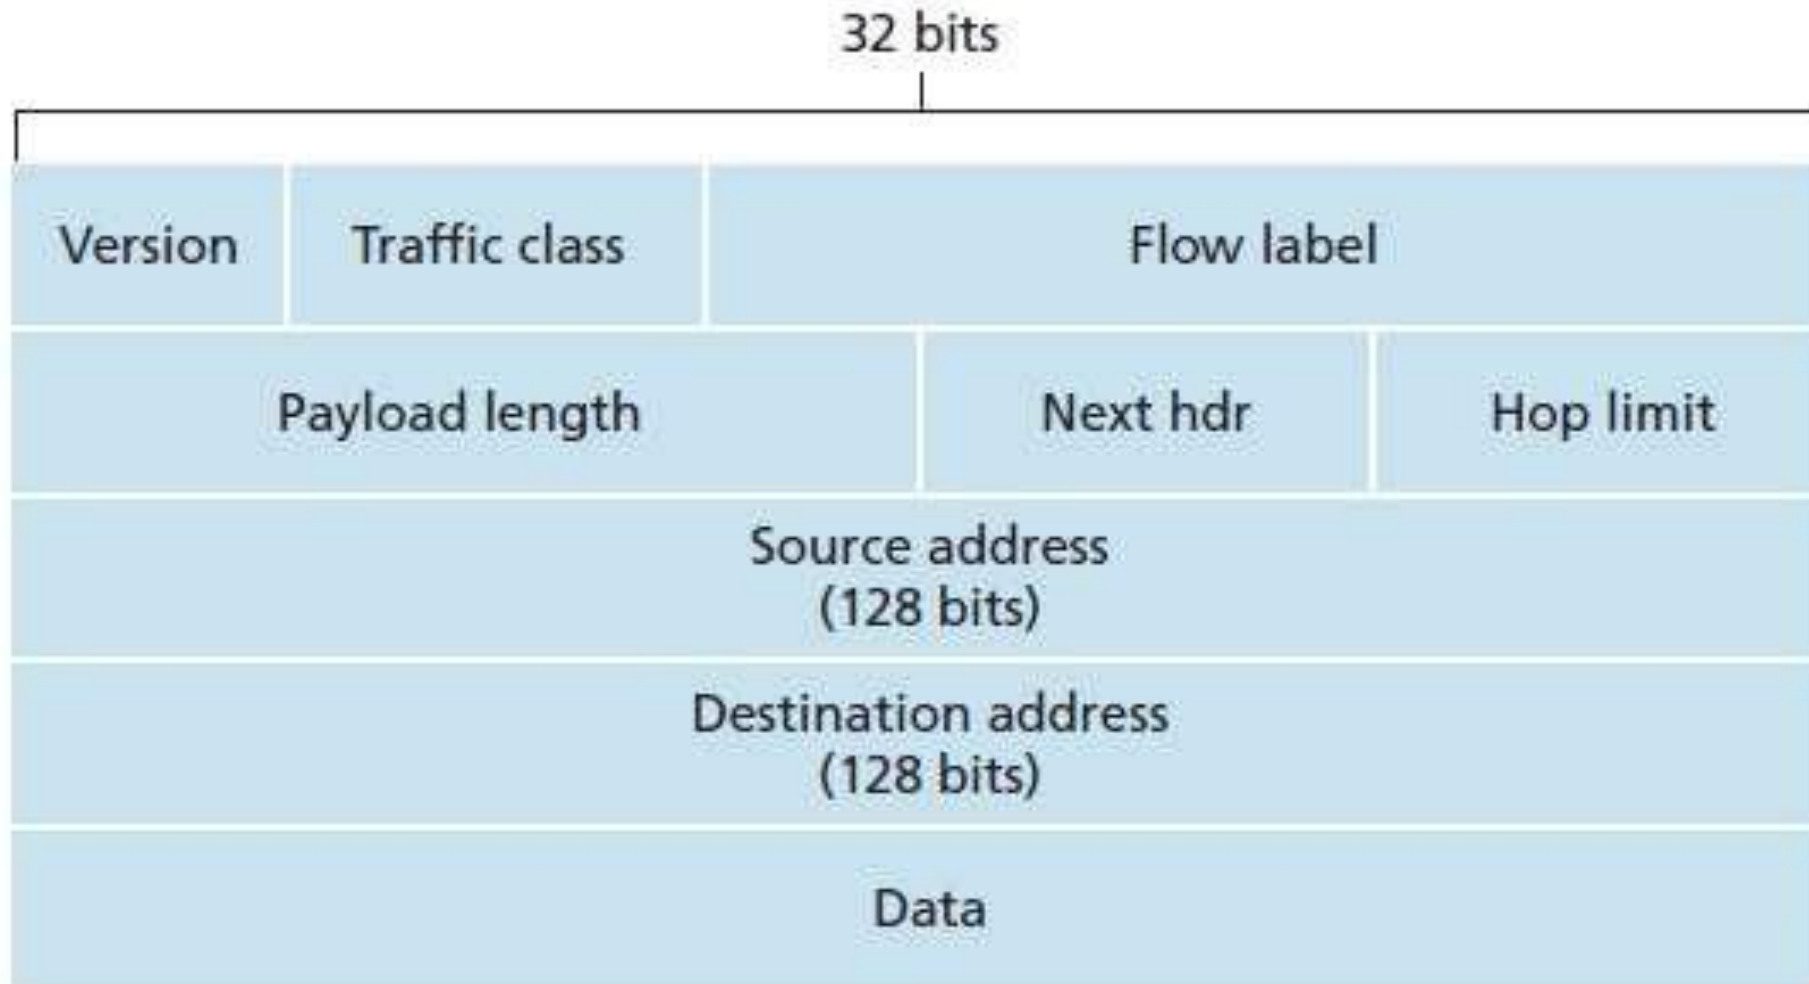 32 bits
Version Traffic class Flow label
Payload length Next hdr Hop limit
Source address
(128 bits)
Destination address
(128 bits)
Data